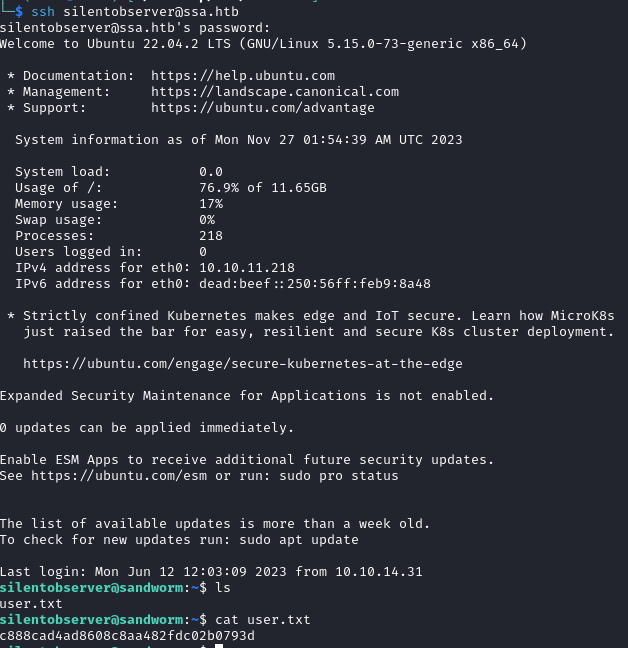 └─$ ssh silentobserver@ssa.htb
silentobserver@ssa.htb's password:
Welcome to Ubuntu 22.04.2 LTS (GNU/Linux 5.15.0-73-generic x86_64)
* Documentation:  https://help.ubuntu.com
* Management:     https://landscape.canonical.com
* Support:        https://ubuntu.com/advantage
System information as of Mon Nov 27 01:54:39 AM UTC 2023
System load:           0.0
Usage of /:            76.9% of 11.65GB
Memory usage:          17%
Swap usage:            0%
Processes:             218
Users logged in:       0
IPv4 address for eth0: 10.10.11.218
IPv6 address for eth0: dead:beef::250:56ff:feb9:8a48
* Strictly confined Kubernetes makes edge and IoT secure. Learn how MicroK8s
just raised the bar for easy, resilient and secure K8s cluster deployment.
https://ubuntu.com/engage/secure-kubernetes-at-the-edge
Expanded Security Maintenance for Applications is not enabled.
0 updates can be applied immediately.
Enable ESM Apps to receive additional future security updates.
See https://ubuntu.com/esm or run: sudo pro status
The list of available updates is more than a week old.
To check for new updates run: sudo apt update
Last login: Mon Jun 12 12:03:09 2023 from 10.10.14.31
silentobserver@sandworm:~$ ls
user.txt
silentobserver@sandworm:~$ cat user.txt
c888cad4ad8608c8aa482fdc02b0793d